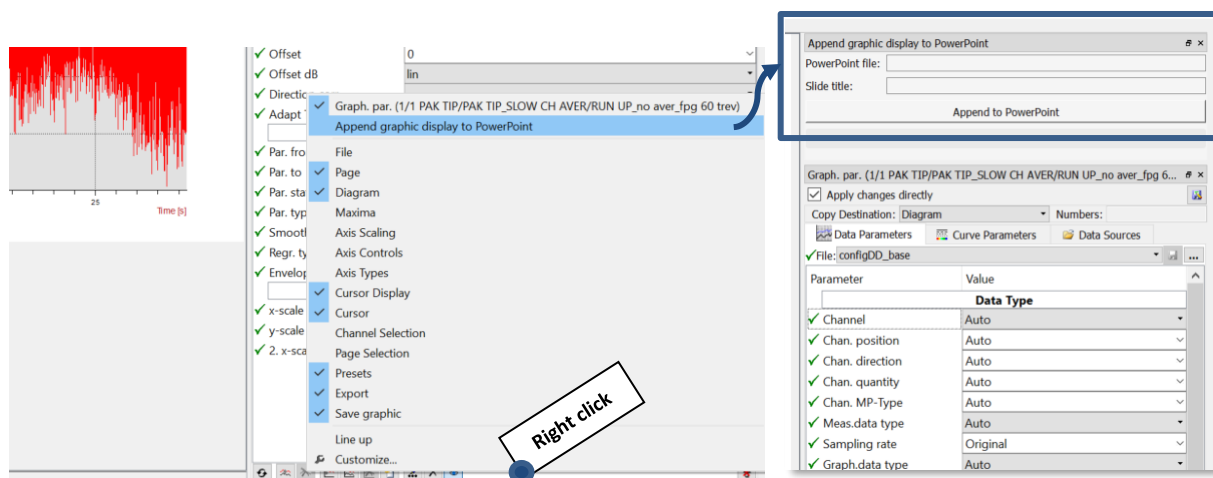 25
Time [s]
Offset
0
Offset dB
lin
Directio
Adapt
Par. fro
Par. to
Par. sta
Par. typ
Smooth
Regr. ty
Envelop
x-scale
y-scale
2. x-sca
Graph. par. (1/1 PAK TIP/PAK TIP_SLOW CH AVER/RUN UP_no aver_fpg 60 trev)
Append graphic display to PowerPoint
File
Page
Diagram
Maxima
Axis Scaling
Axis Controls
Axis Types
Cursor Display
Cursor
Channel Selection
Page Selection
Presets
Export
Save graphic
Line up
Customize...
Right click
Append graphic display to PowerPoint
PowerPoint file:
Slide title:
Append to PowerPoint
Graph. par. (1/1 PAK TIP/PAK TIP_SLOW CH AVER/RUN UP_no aver_fpg 6...
Apply changes directly
Copy Destination: Diagram Numbers:
Data Parameters Curve Parameters Data Sources
File: configDD_base ...
Parameter Value
Data Type
Channel Auto
Chan. position Auto
Chan. direction Auto
Chan. quantity Auto
Chan. MP-Type Auto
Meas.data type Auto
Sampling rate Original
Graph.data type Auto